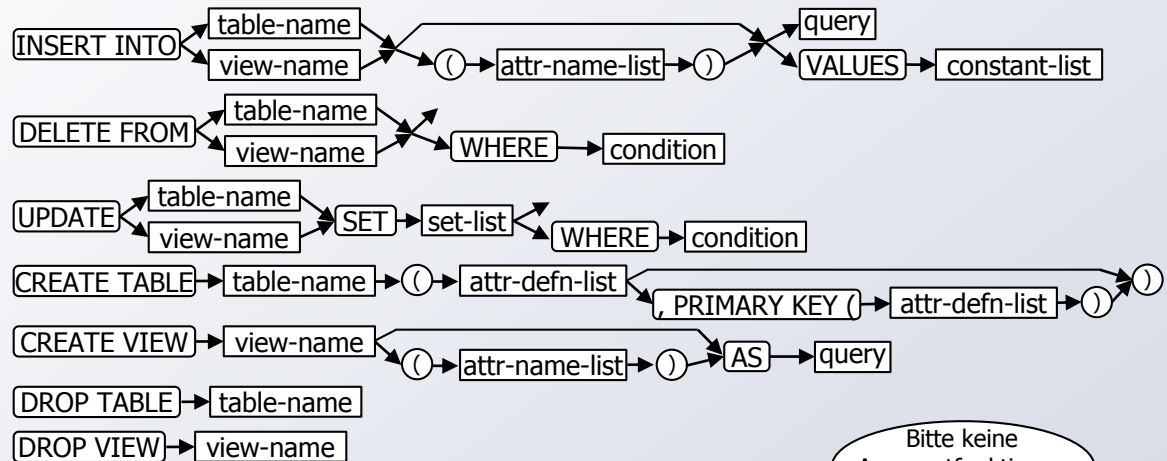 INSERT INTO table-name view-name ( attr-name-list ) query VALUES constant-list
DELETE FROM table-name view-name WHERE condition
UPDATE table-name view-name SET set-list WHERE condition
CREATE TABLE table-name ( attr-defn-list , PRIMARY KEY ( attr-defn-list ) )
CREATE VIEW view-name ( attr-name-list ) AS query
DROP TABLE table-name
DROP VIEW view-name
Bitte keine